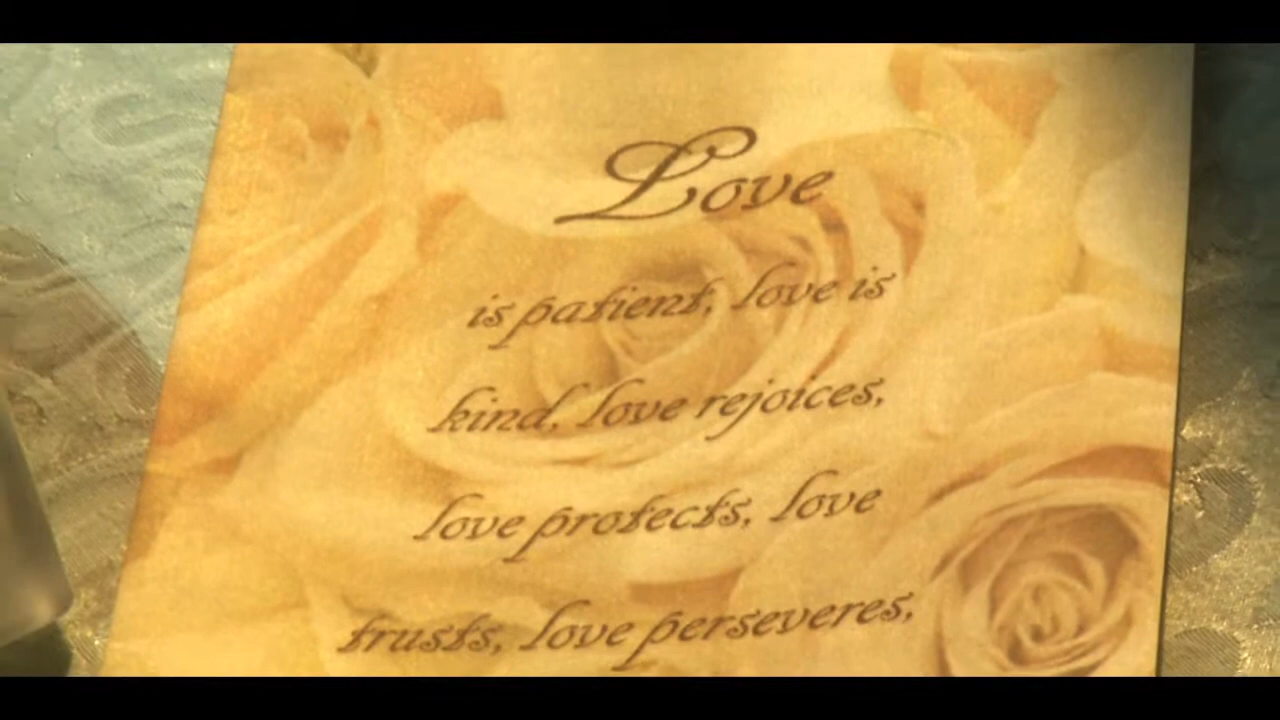 Love
is patient, love is
kind, love rejoices,
love protects, love
trusts, love perseveres,